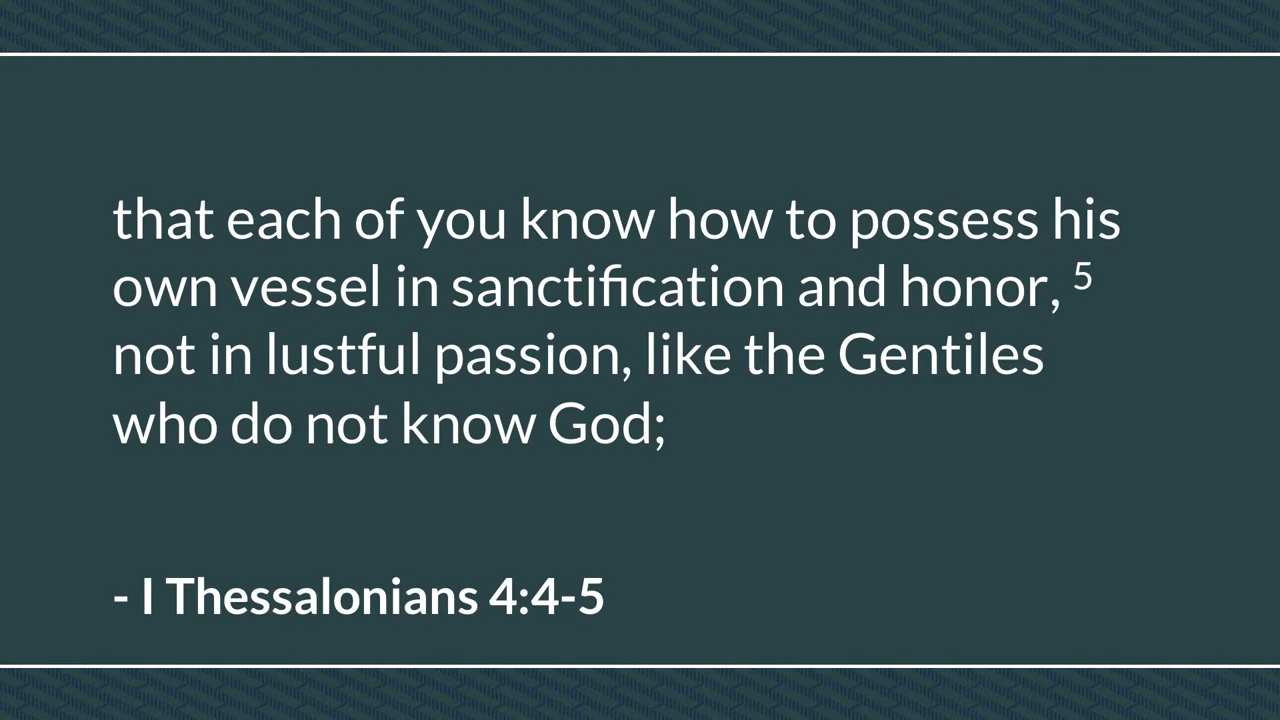 that each of you know how to possess his
own vessel in sanctification and honor, 5
not in lustful passion, like the Gentiles
who do not know God;
- I Thessalonians 4:4-5